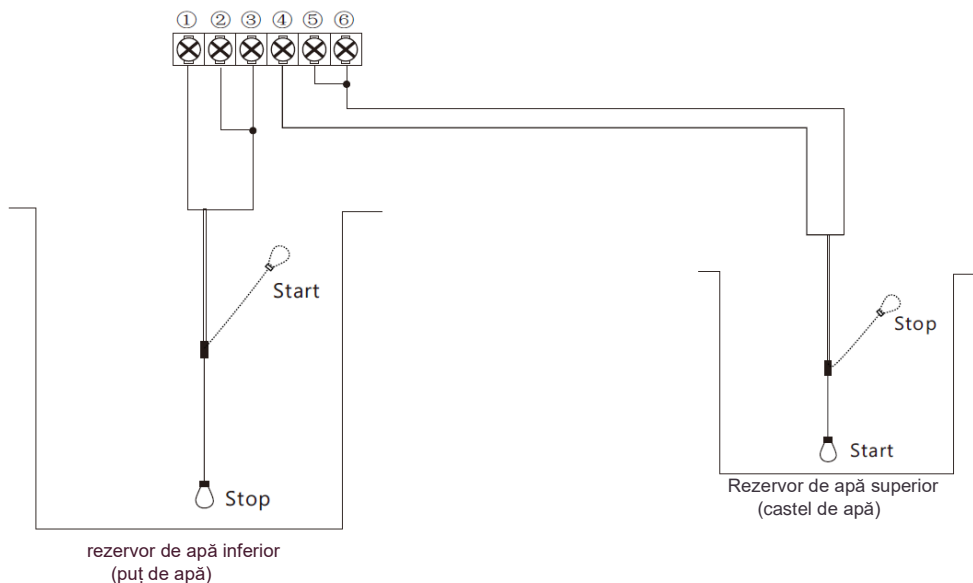 ① ② ③ ④ ⑤ ⑥
Start
Stop
Stop
Start
Rezervor de apă superior
(castel de apă)
rezervor de apă inferior
(puț de apă)